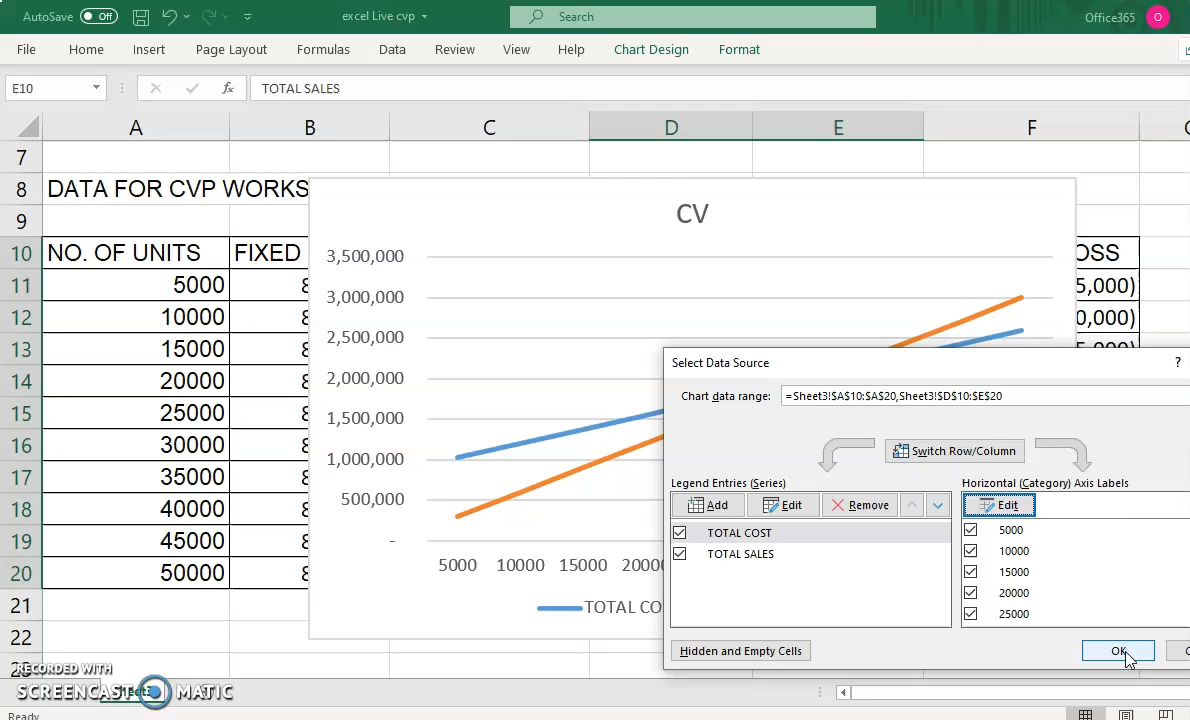 AutoSave Off excel Live cvp Search Office365 O
File Home Insert Page Layout Formulas Data Review View Help Chart Design Format
E10 fx TOTAL SALES
A B C D E F
7
8 DATA FOR CVP WORKS
9
10 NO. OF UNITS FIXED OSS
11 5000 5,000)
12 10000 0,000)
13 15000
14 20000
15 25000
16 30000
17 35000
18 40000
19 45000
20 50000
21
22
CV
3,500,000
3,000,000
2,500,000
2,000,000
1,500,000
1,000,000
500,000
-
5000 10000 15000 2000
TOTAL CO
Select Data Source ?
Chart data range: =Sheet3!$A$10:$A$20,Sheet3!$D$10:$E$20
Switch Row/Column
Legend Entries (Series) Horizontal (Category) Axis Labels
Add Edit Remove Edit
TOTAL COST
TOTAL SALES
5000
10000
15000
20000
25000
Hidden and Empty Cells OK
RECORDED WITH
SCREENCAST MATIC
Ready